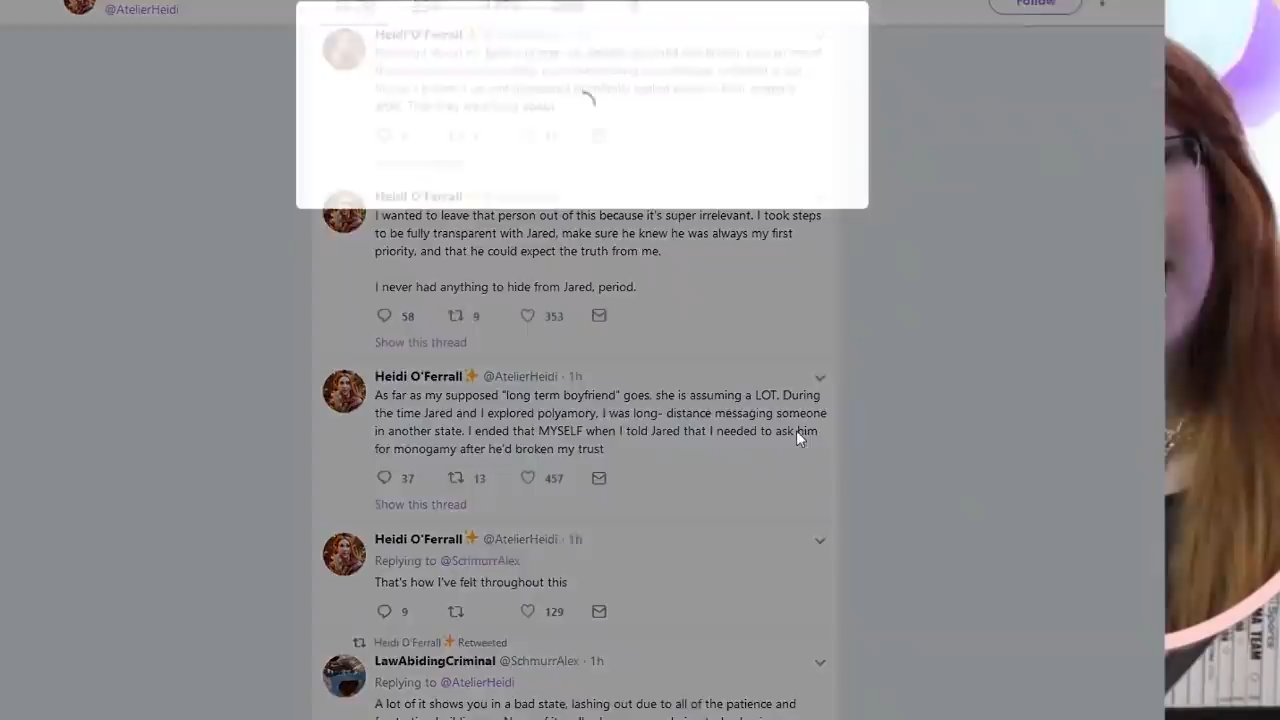 @AtelierHeidi
Follow
Heidi O'Ferrall
Heidi O'Ferrall
I wanted to leave that person out of this because it's super irrelevant. I took steps
to be fully transparent with Jared, make sure he knew he was always my first
priority, and that he could expect the truth from me.
I never had anything to hide from Jared, period.
58 9 353
Show this thread
Heidi O'Ferrall✨ @AtelierHeidi · 1h
As far as my supposed "long term boyfriend" goes, she is assuming a LOT. During
the time Jared and I explored polyamory, I was long- distance messaging someone
in another state. I ended that MYSELF when I told Jared that I needed to ask him
for monogamy after he'd broken my trust
37 13 457
Show this thread
Heidi O'Ferrall✨ @AtelierHeidi · 1h
Replying to @SchmurrAlex
That's how I've felt throughout this
9 129
Heidi O'Ferrall✨ Retweeted
LawAbidingCriminal @SchmurrAlex · 1h
Replying to @AtelierHeidi
A lot of it shows you in a bad state, lashing out due to all of the patience and
TEAM